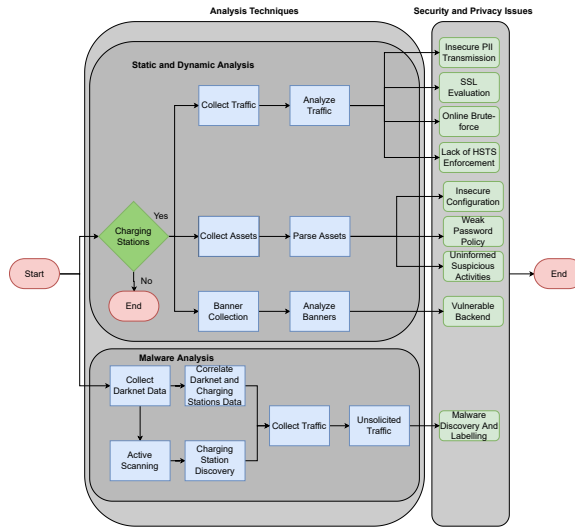 Analysis Techniques
Security and Privacy Issues
Static and Dynamic Analysis
Insecure PII
Transmission
SSL
Evaluation
Online Brute-
force
Lack of HSTS
Enforcement
Collect Traffic
Analyze
Traffic
Insecure
Configuration
Weak
Password
Policy
Uninformed
Suspicious
Activities
Charging
Stations
Yes
No
Collect Assets
Parse Assets
Start
End
End
Banner
Collection
Analyze
Banners
Vulnerable
Backend
Malware Analysis
Collect
Darknet Data
Correlate
Darknet and
Charging
Stations Data
Collect Traffic
Unsolicited
Traffic
Malware
Discovery And
Labelling
Active
Scanning
Charging
Station
Discovery